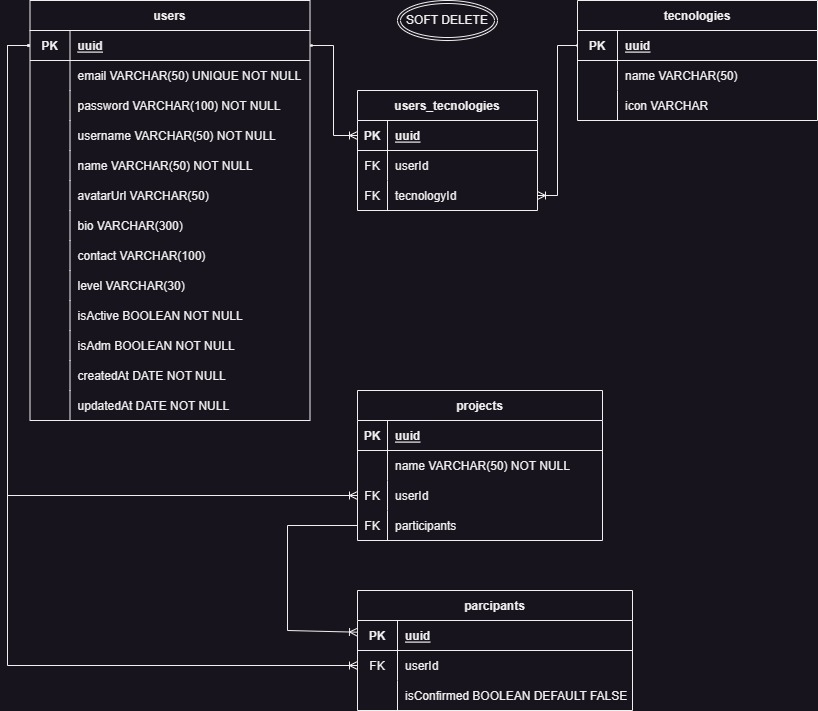 users
PK uuid
email VARCHAR(50) UNIQUE NOT NULL
password VARCHAR(100) NOT NULL
username VARCHAR(50) NOT NULL
name VARCHAR(50) NOT NULL
avatarUrl VARCHAR(50)
bio VARCHAR(300)
contact VARCHAR(100)
level VARCHAR(30)
isActive BOOLEAN NOT NULL
isAdm BOOLEAN NOT NULL
createdAt DATE NOT NULL
updatedAt DATE NOT NULL
SOFT DELETE
tecnologies
PK uuid
name VARCHAR(50)
icon VARCHAR
users_tecnologies
PK uuid
FK userId
FK tecnologyId
projects
PK uuid
name VARCHAR(50) NOT NULL
FK userId
FK participants
parcipants
PK uuid
FK userId
isConfirmed BOOLEAN DEFAULT FALSE